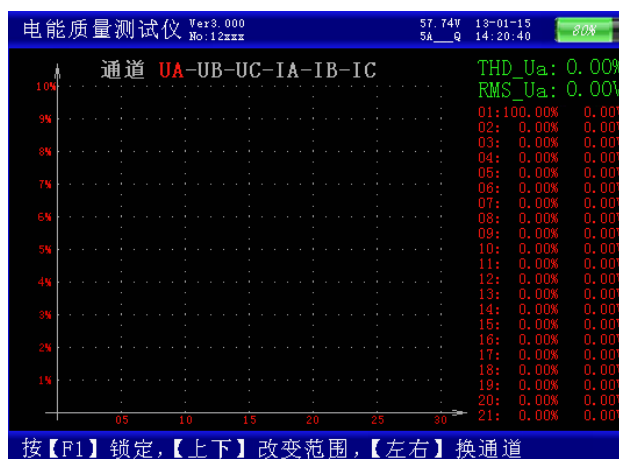 电能质量测试仪 Ver3.000 57.74V 13-01-15 80%
No:12xxx 5A__Q 14:20:40
通道 UA-UB-UC-IA-IB-IC
THD_Ua: 0.00%
RMS_Ua: 0.00V
10%
9%
8%
7%
6%
5%
4%
3%
2%
1%
05 10 15 20 25 30
01:100.00% 0.00V
02: 0.00% 0.00V
03: 0.00% 0.00V
04: 0.00% 0.00V
05: 0.00% 0.00V
06: 0.00% 0.00V
07: 0.00% 0.00V
08: 0.00% 0.00V
09: 0.00% 0.00V
10: 0.00% 0.00V
11: 0.00% 0.00V
12: 0.00% 0.00V
13: 0.00% 0.00V
14: 0.00% 0.00V
15: 0.00% 0.00V
16: 0.00% 0.00V
17: 0.00% 0.00V
18: 0.00% 0.00V
19: 0.00% 0.00V
20: 0.00% 0.00V
21: 0.00% 0.00V
按【F1】锁定,【上下】改变范围,【左右】换通道